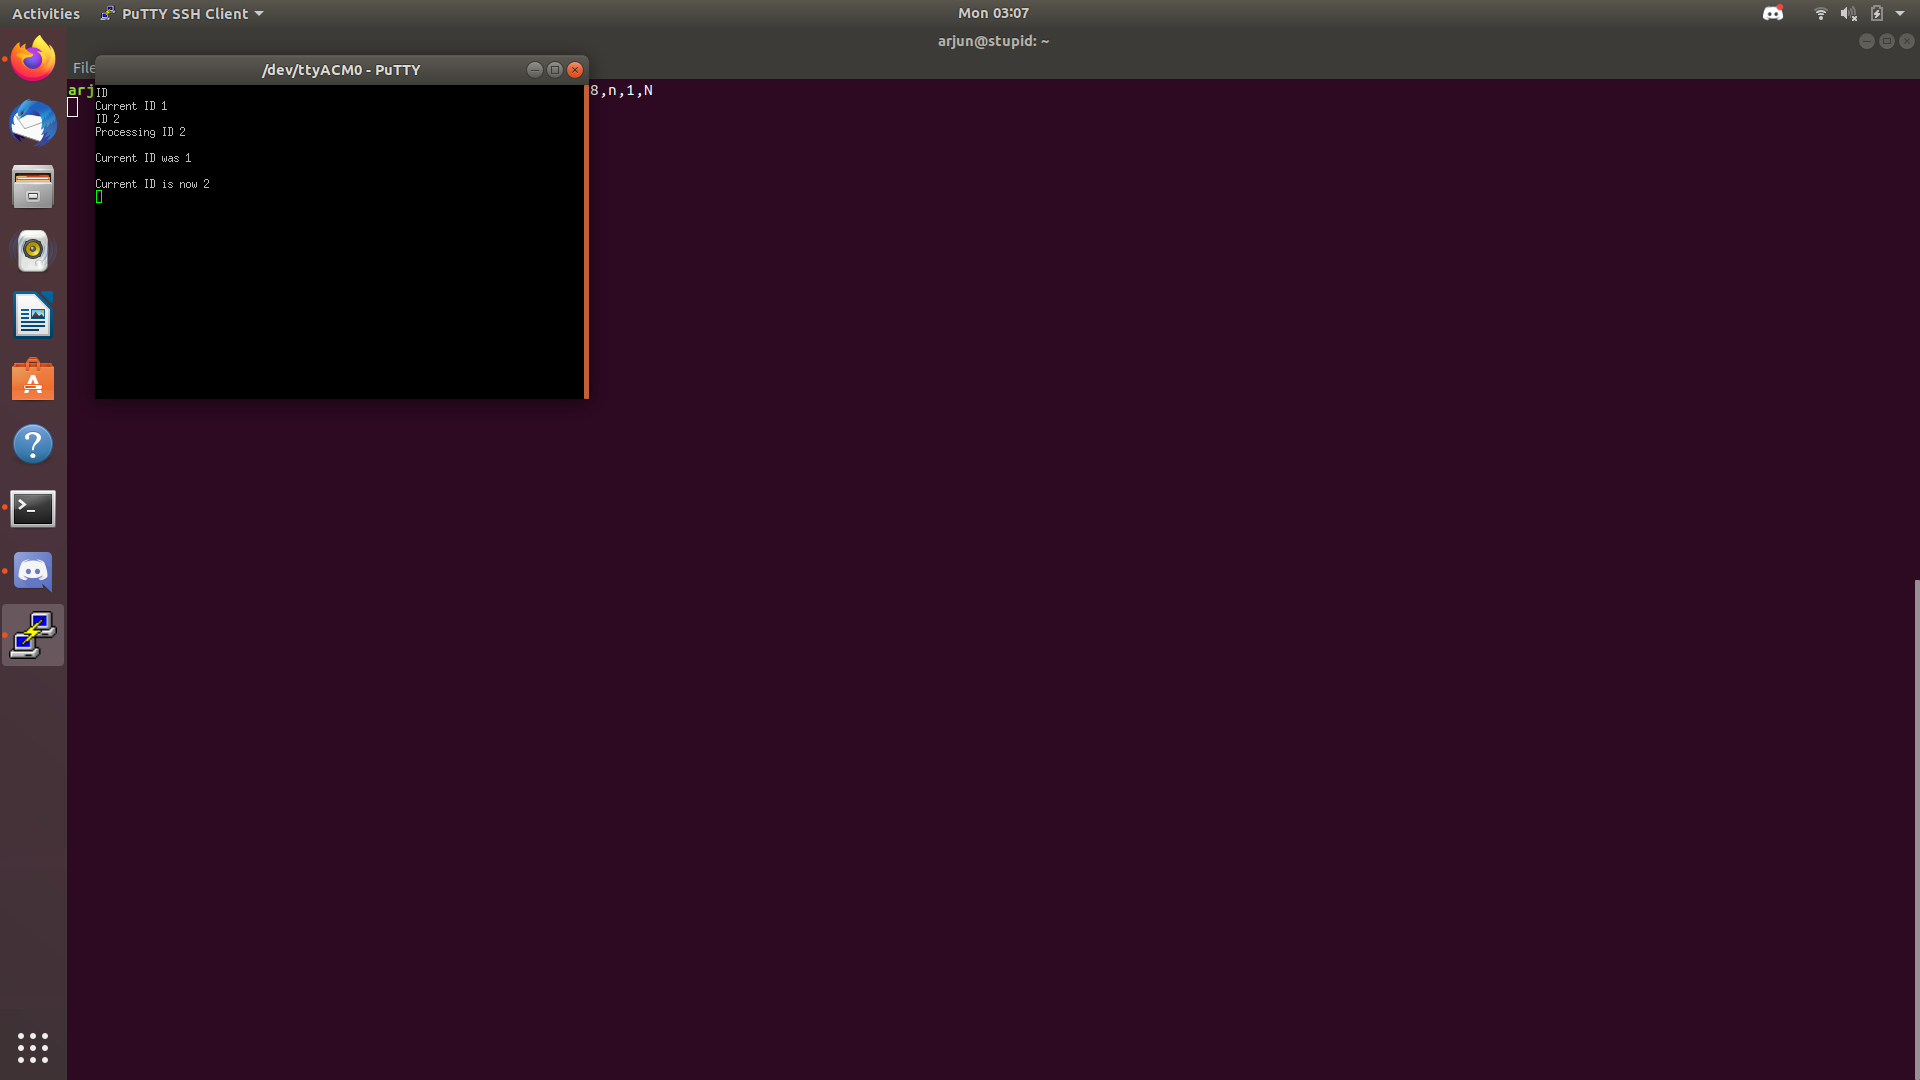 Activities
PuTTY SSH Client
Mon 03:07
arjun@stupid: ~
File
/dev/ttyACM0 - PuTTY
arj
8,n,1,N
ID
Current ID 1
ID 2
Processing ID 2
Current ID was 1
Current ID is now 2